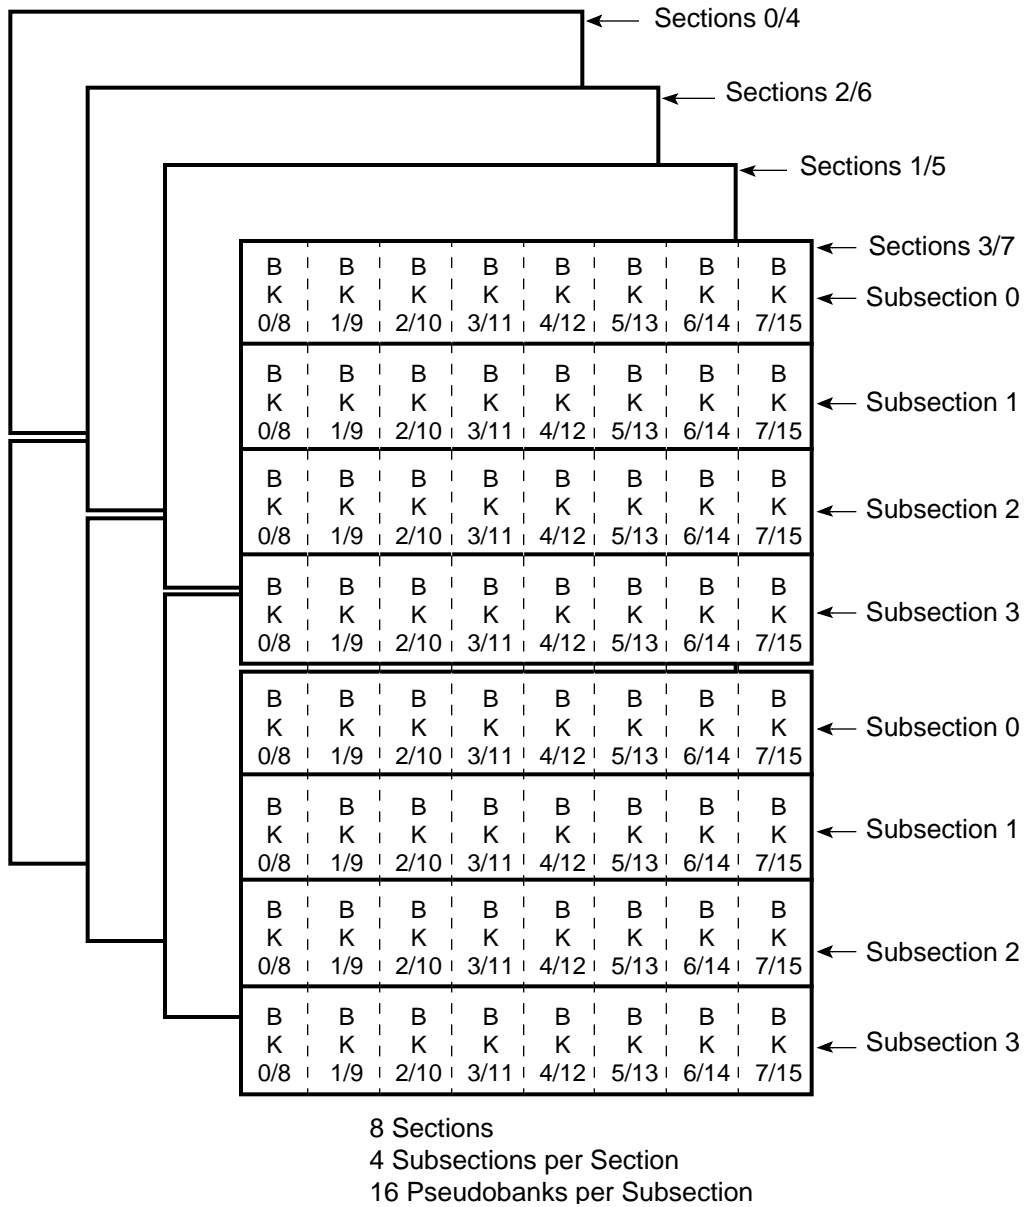 Sections 0/4
Sections 2/6
Sections 1/5
Sections 3/7
B B B B B B B B
K K K K K K K K
0/8 1/9 2/10 3/11 4/12 5/13 6/14 7/15
Subsection 0
B B B B B B B B
K K K K K K K K
0/8 1/9 2/10 3/11 4/12 5/13 6/14 7/15
Subsection 1
B B B B B B B B
K K K K K K K K
0/8 1/9 2/10 3/11 4/12 5/13 6/14 7/15
Subsection 2
B B B B B B B B
K K K K K K K K
0/8 1/9 2/10 3/11 4/12 5/13 6/14 7/15
Subsection 3
B B B B B B B B
K K K K K K K K
0/8 1/9 2/10 3/11 4/12 5/13 6/14 7/15
Subsection 0
B B B B B B B B
K K K K K K K K
0/8 1/9 2/10 3/11 4/12 5/13 6/14 7/15
Subsection 1
B B B B B B B B
K K K K K K K K
0/8 1/9 2/10 3/11 4/12 5/13 6/14 7/15
Subsection 2
B B B B B B B B
K K K K K K K K
0/8 1/9 2/10 3/11 4/12 5/13 6/14 7/15
Subsection 3
8 Sections
4 Subsections per Section
16 Pseudobanks per Subsection